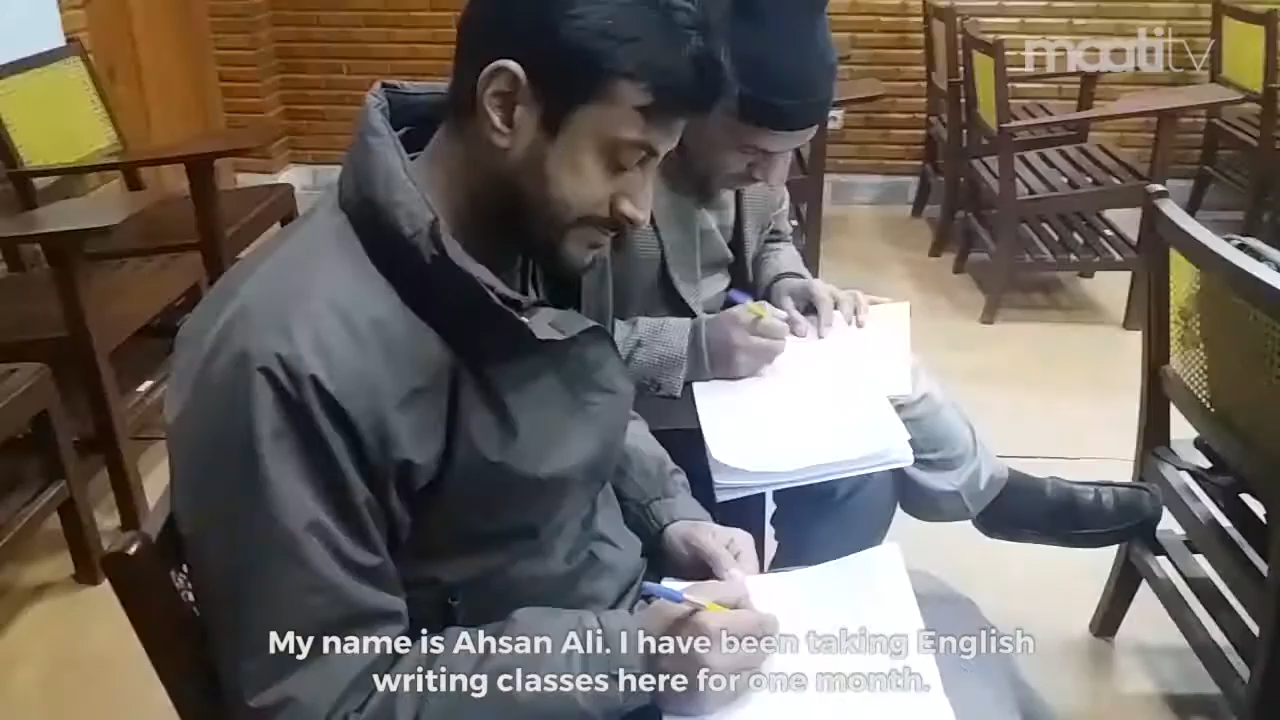 maati tv
My name is Ahsan Ali. I have been taking English
writing classes here for one month.